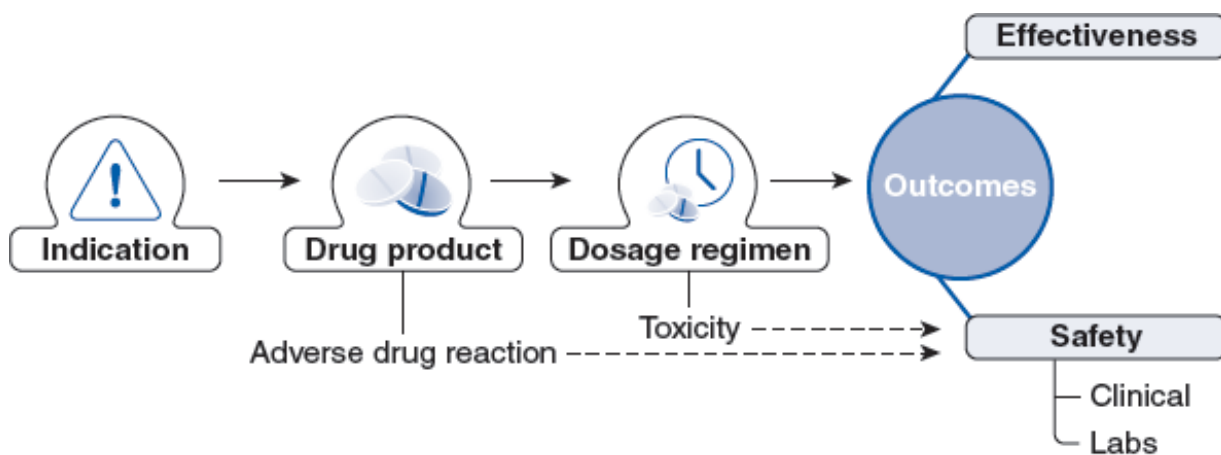 Effectiveness
Outcomes
Indication
Drug product
Dosage regimen
Toxicity
Adverse drug reaction
Safety
Clinical
Labs